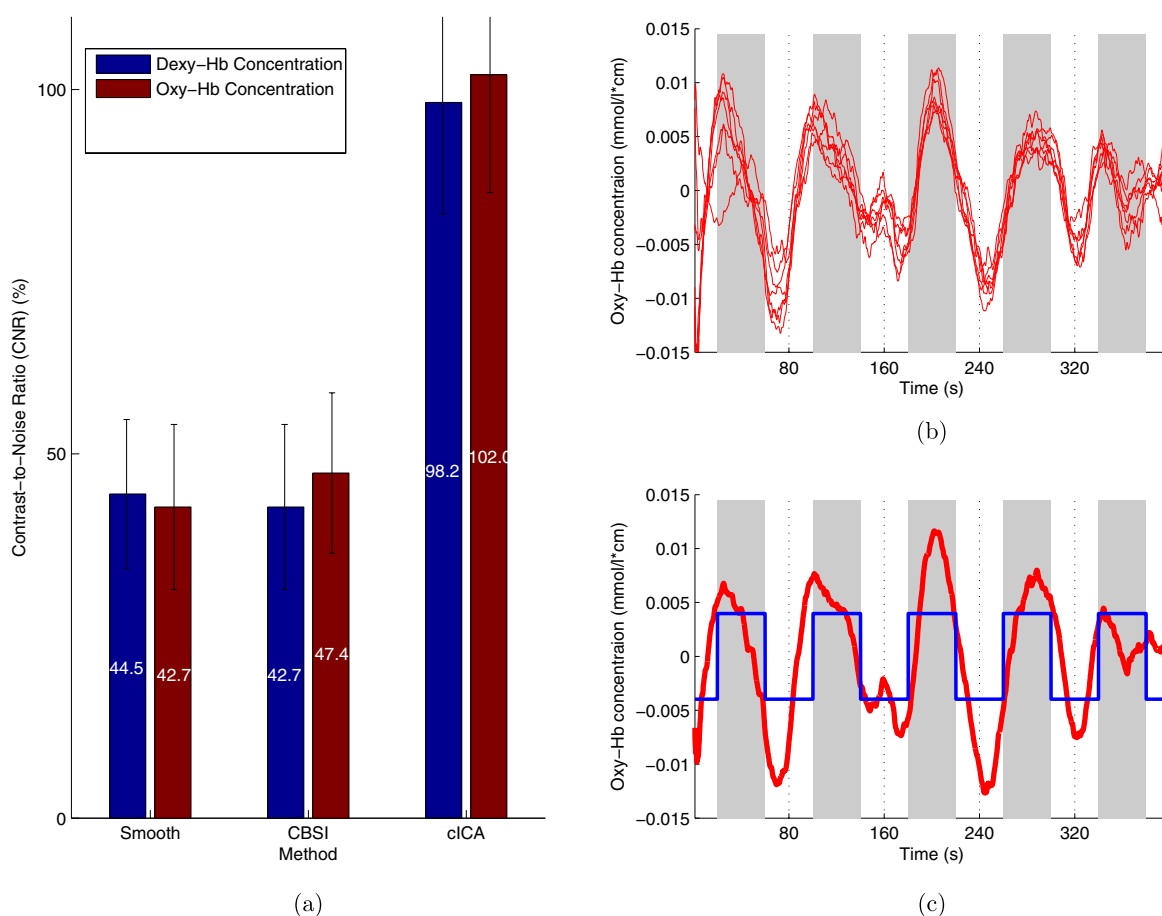 Dexy-Hb Concentration
Oxy-Hb Concentration
Contrast-to-Noise Ratio (CNR) (%)
100
50
0
44.5
42.7
42.7
47.4
98.2
102.0
Smooth
CBSI
cICA
Method
(a)
Oxy-Hb concentraion (mmol/l*cm)
0.015
0.01
0.005
0
−0.005
−0.01
−0.015
80
160
240
320
Time (s)
(b)
Oxy-Hb concentraion (mmol/l*cm)
0.015
0.01
0.005
0
−0.005
−0.01
−0.015
80
160
240
320
Time (s)
(c)